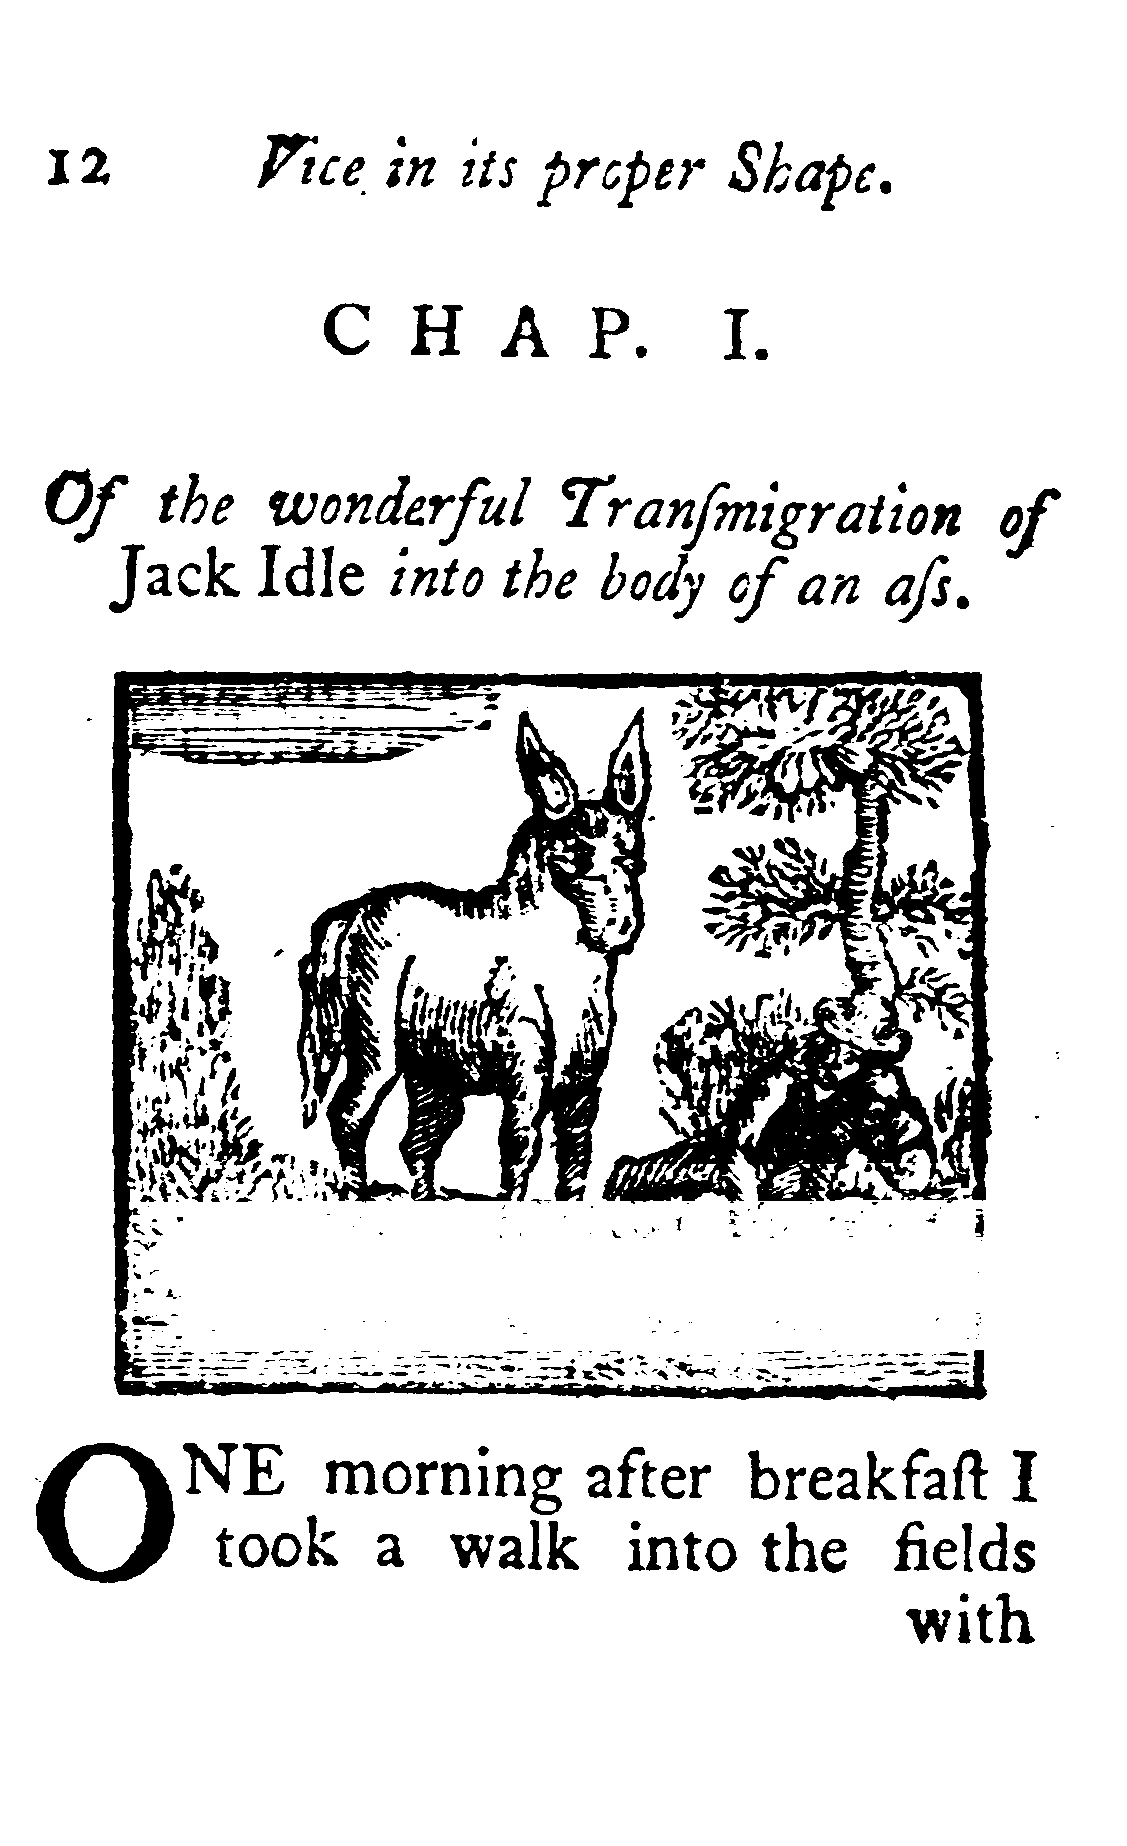 12 Vice in its proper Shape.
CHAP. I.
Of the wonderful Tranſmigration of
Jack Idle into the body of an aſs.
ONE morning after breakfaſt I
took a walk into the fields
with